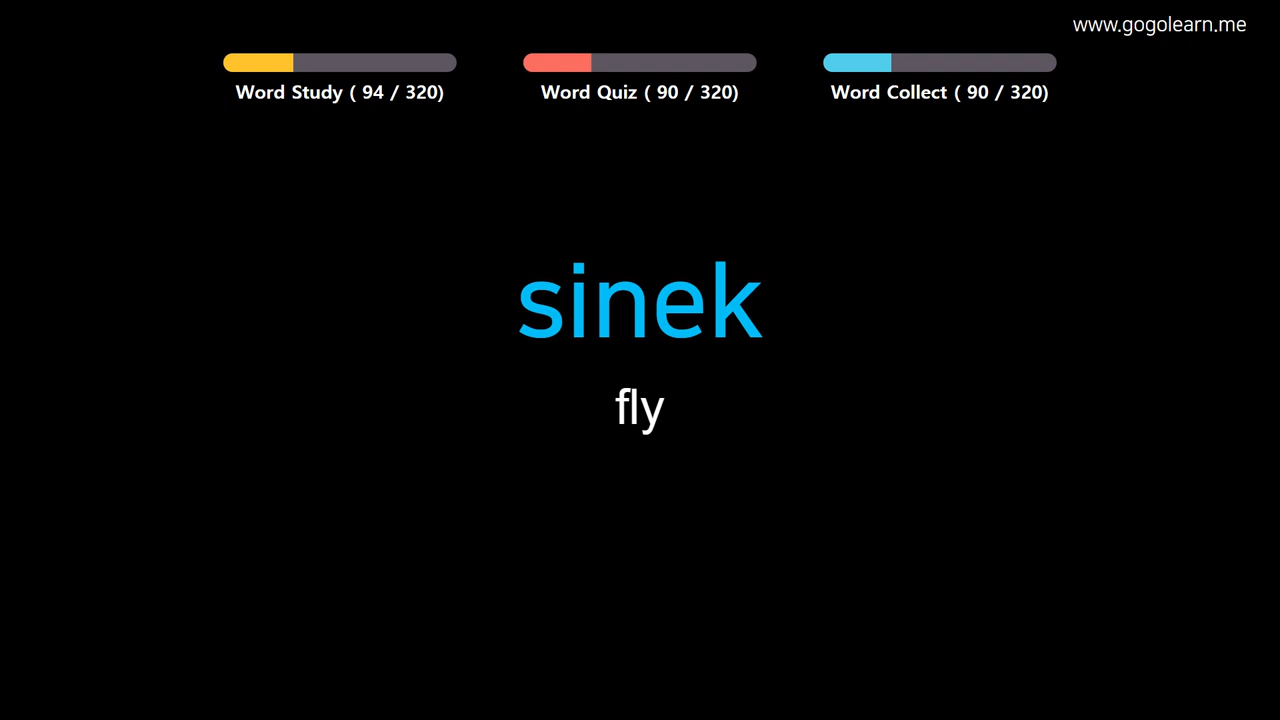 www.gogolearn.me
Word Study ( 94 / 320)
Word Quiz ( 90 / 320)
Word Collect ( 90 / 320)
sinek
fly